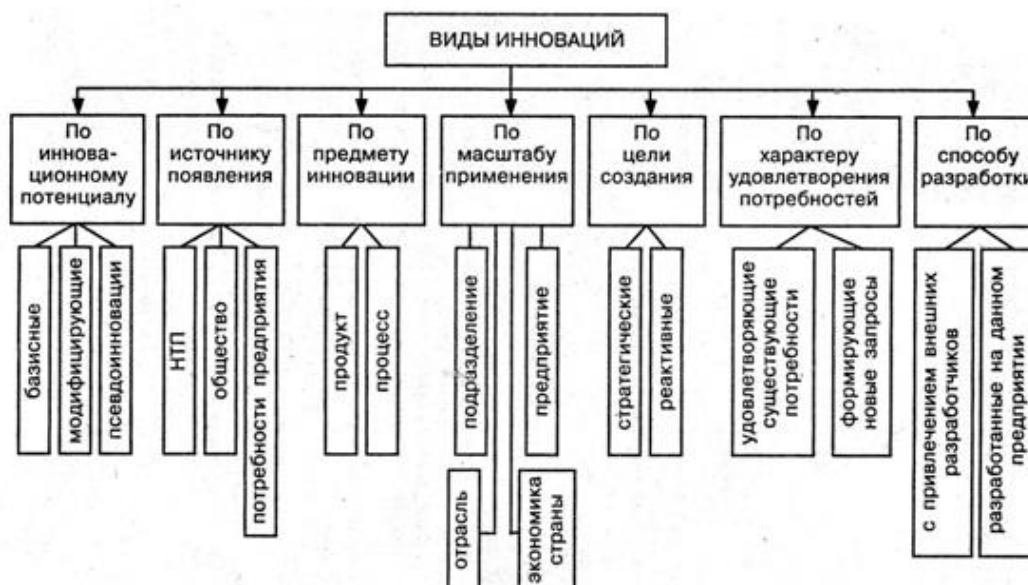 ВИДЫ ИННОВАЦИЙ
По
иннова-
ционному
потенциалу
По
источнику
появления
По
предмету
инновации
По
масштабу
применения
По
цели
создания
По
характеру
удовлетворения
потребностей
По
способу
разработки
базисные
модифицирующие
псевдоинновации
НТП
общество
потребности предприятия
продукт
процесс
подразделение
предприятие
отрасль
экономика
страны
стратегические
реактивные
удовлетворяющие
существующие
потребности
формирующие
новые запросы
с привлечением внешних
разработчиков
разработанные на данном
предприятии